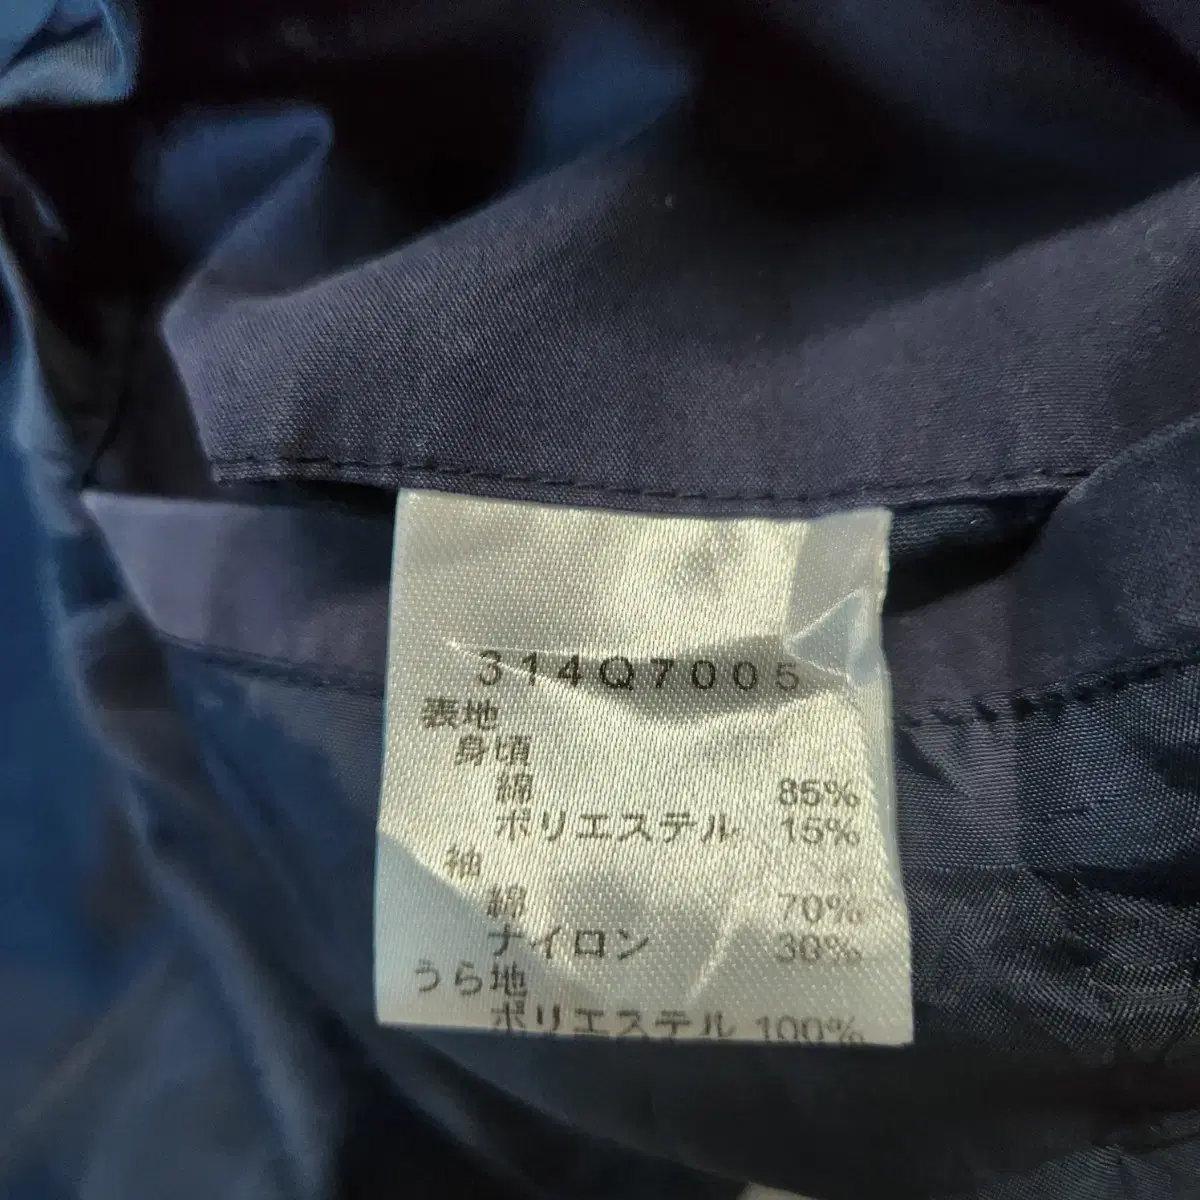 314Q7005
表地
身頃
綿 85%
ポリエステル 15%
袖
綿 70%
ナイロン 30%
うら地
ポリエステル 100%